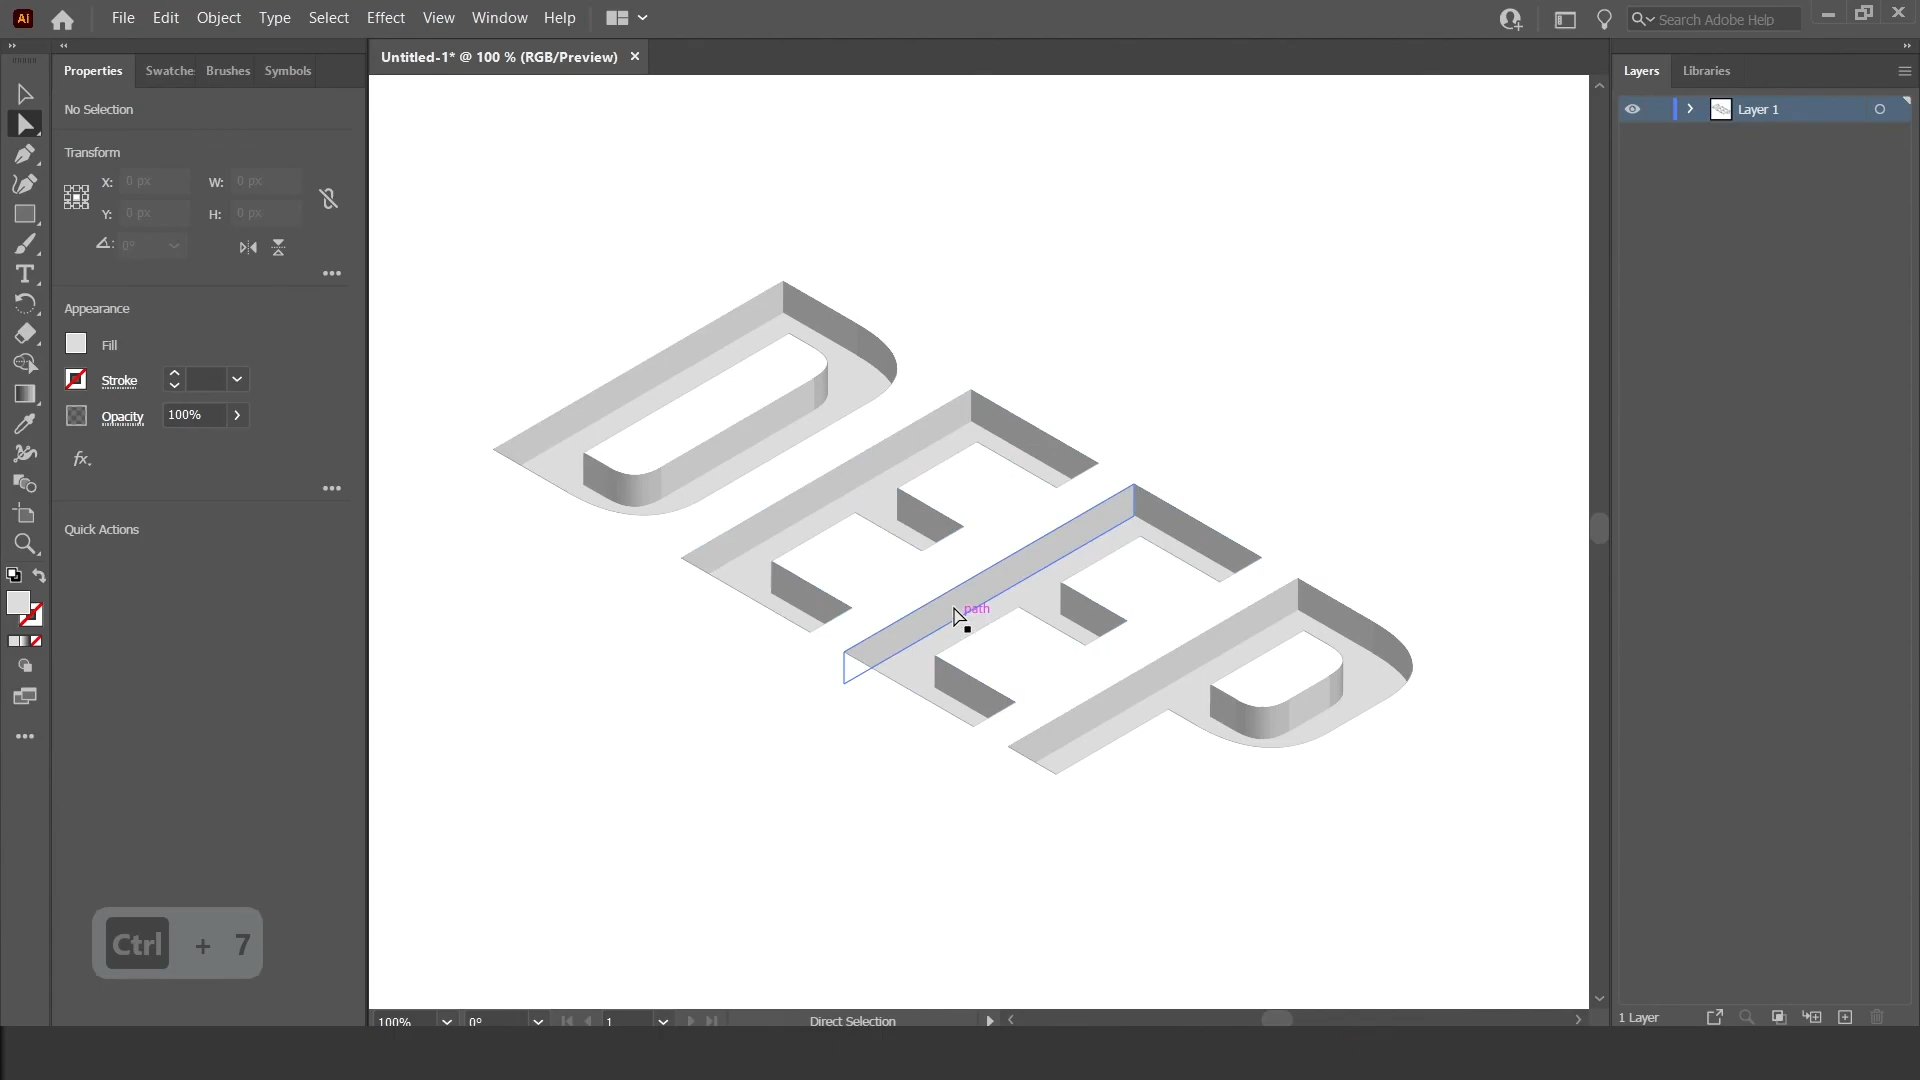 Ai File Edit Object Type Select Effect View Window Help Search Adobe Help
Properties Swatche Brushes Symbols
Untitled-1* @ 100 % (RGB/Preview)
Layers Libraries
No Selection
Layer 1
Transform
X: 0 px W: 0 px
Y: 0 px H: 0 px
0°
Appearance
Fill
Stroke
Opacity 100%
fx.
Quick Actions
DEEP
path
Ctrl + 7
100% 0° 1 Direct Selection
1 Layer